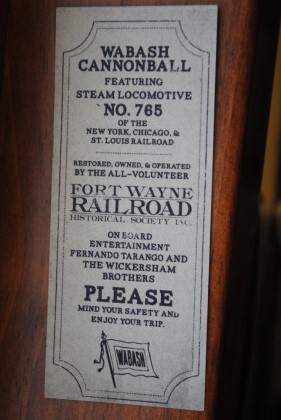 WABASH
CANNONBALL
FEATURING
STEAM LOCOMOTIVE
NO. 765
OF THE
NEW YORK, CHICAGO, &
ST. LOUIS RAILROAD
RESTORED, OWNED, & OPERATED
BY THE ALL-VOLUNTEER
FORT WAYNE
RAILROAD
HISTORICAL SOCIETY INC.
ON BOARD
ENTERTAINMENT
FERNANDO TARANGO AND
THE WICKERSHAM
BROTHERS
PLEASE
MIND YOUR SAFETY AND
ENJOY YOUR TRIP.
WABASH